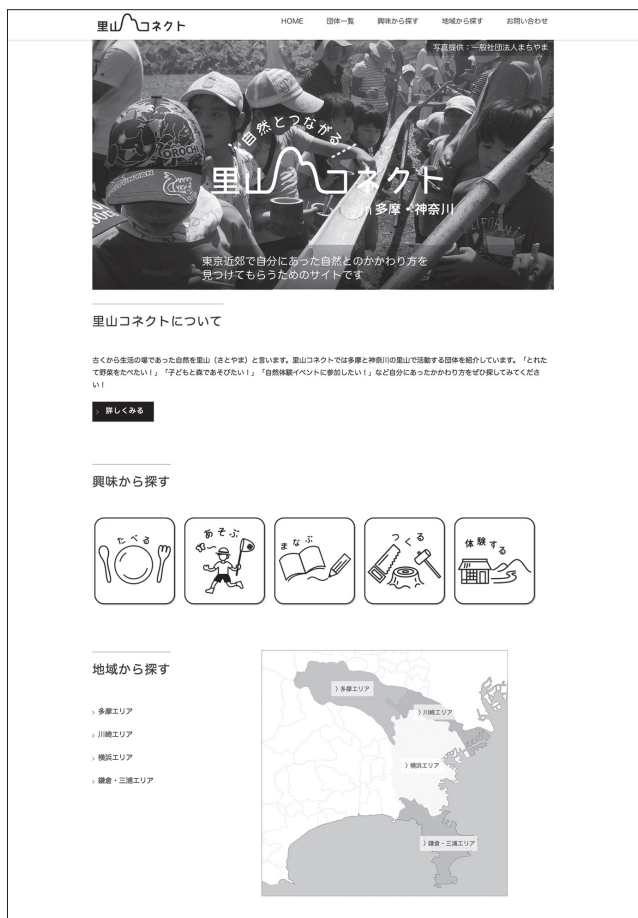 里山コネクト
HOME 団体一覧 興味から探す 地域から探す お問い合わせ
写真提供：一般社団法人まちやま
自然とつながる
里山コネクト
in 多摩・神奈川
東京近郊で自分にあった自然とのかかわり方を
見つけてもらうためのサイトです
里山コネクトについて
古くから生活の場であった自然を里山（さとやま）と言います。里山コネクトでは多摩と神奈川の里山で活動する団体を紹介しています。「とれた
て野菜をたべたい！」「子どもと森であそびたい！」「自然体験イベントに参加したい！」など自分にあったかかわり方をぜひ探してみてくださ
い！
› 詳しくみる
興味から探す
たべる
あそぶ
まなぶ
つくる
体験する
地域から探す
› 多摩エリア
› 川崎エリア
› 横浜エリア
› 鎌倉・三浦エリア
〉多摩エリア
〉川崎エリア
〉横浜エリア
〉鎌倉・三浦エリア